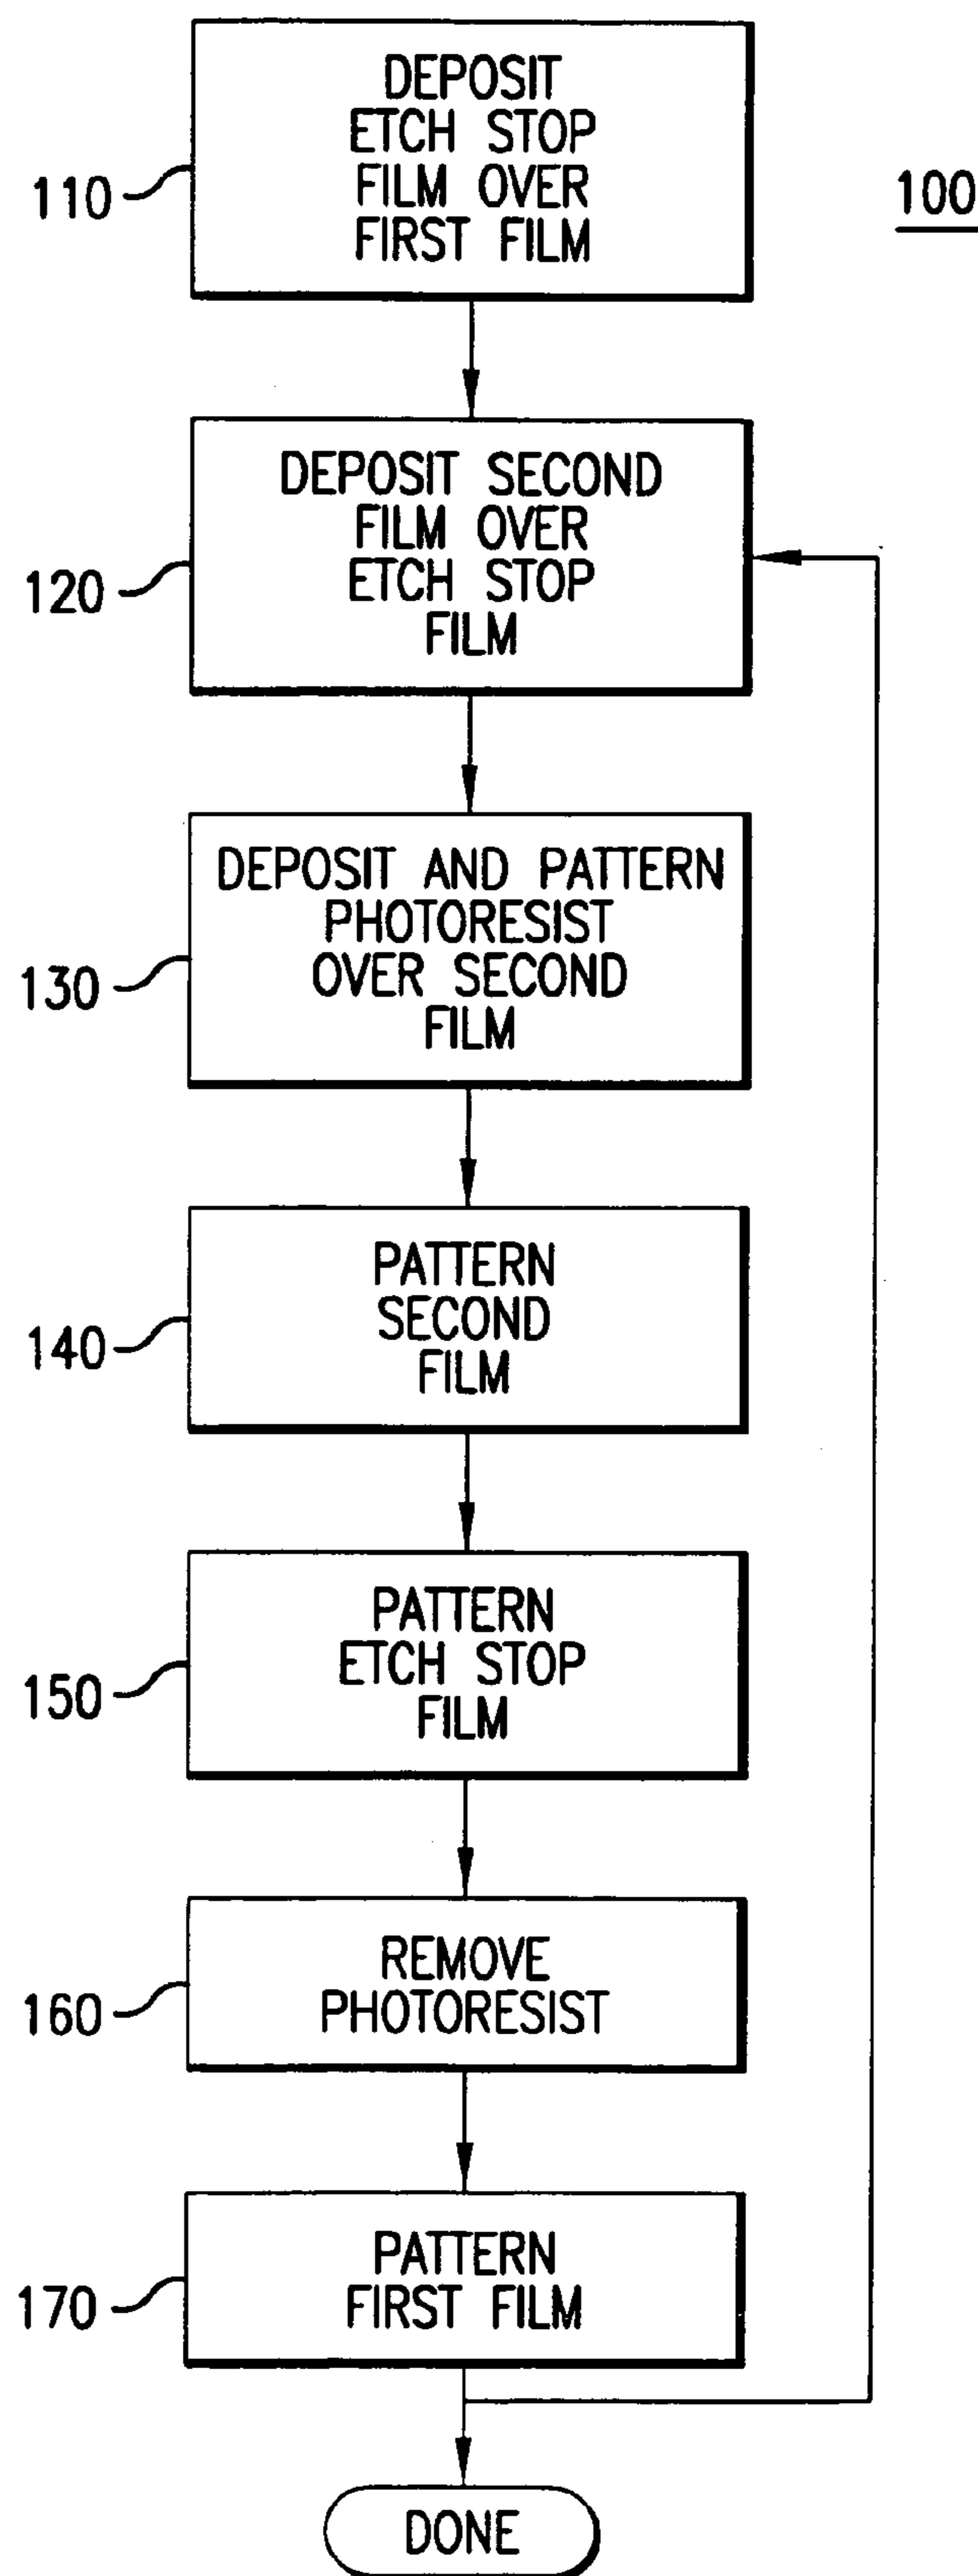 DEPOSIT
ETCH STOP
FILM OVER
FIRST FILM
110
100
DEPOSIT SECOND
FILM OVER
ETCH STOP
FILM
120
DEPOSIT AND PATTERN
PHOTORESIST
OVER SECOND
FILM
130
PATTERN
SECOND
FILM
140
PATTERN
ETCH STOP
FILM
150
REMOVE
PHOTORESIST
160
PATTERN
FIRST FILM
170
DONE